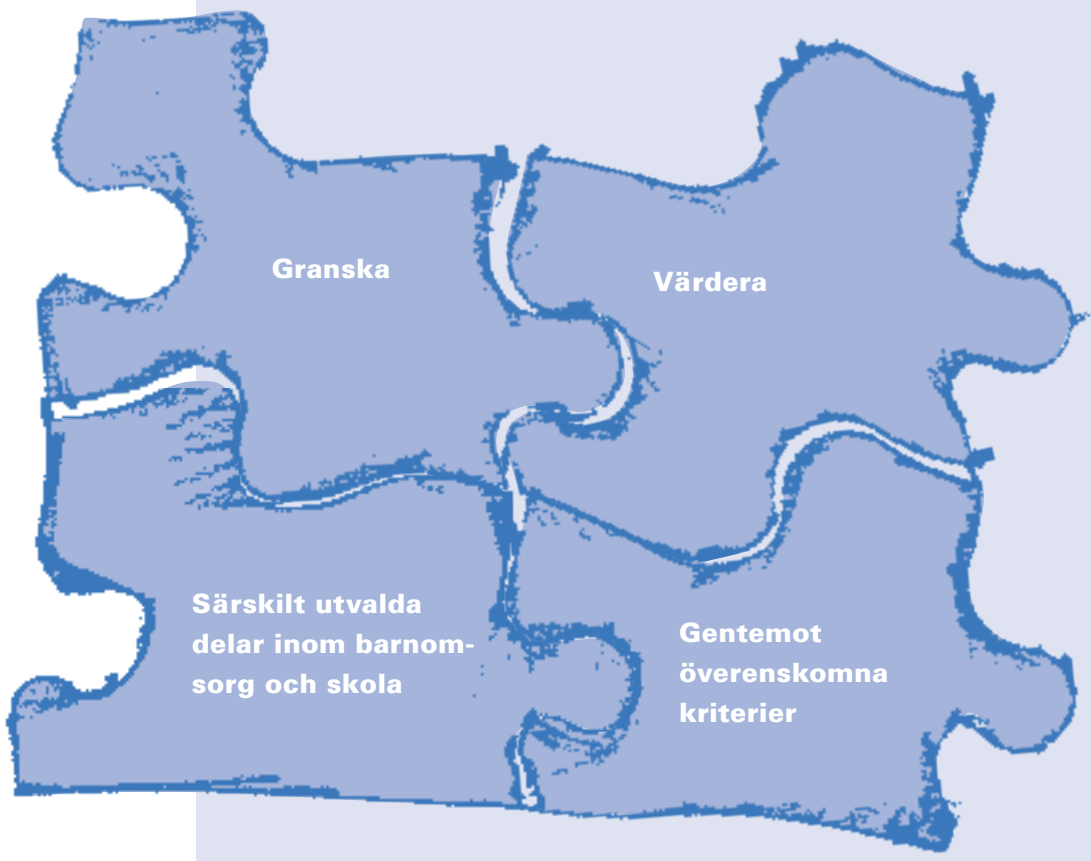 Granska
Värdera
Särskilt utvalda
delar inom barnom-
sorg och skola
Gentemot
överenskomna
kriterier